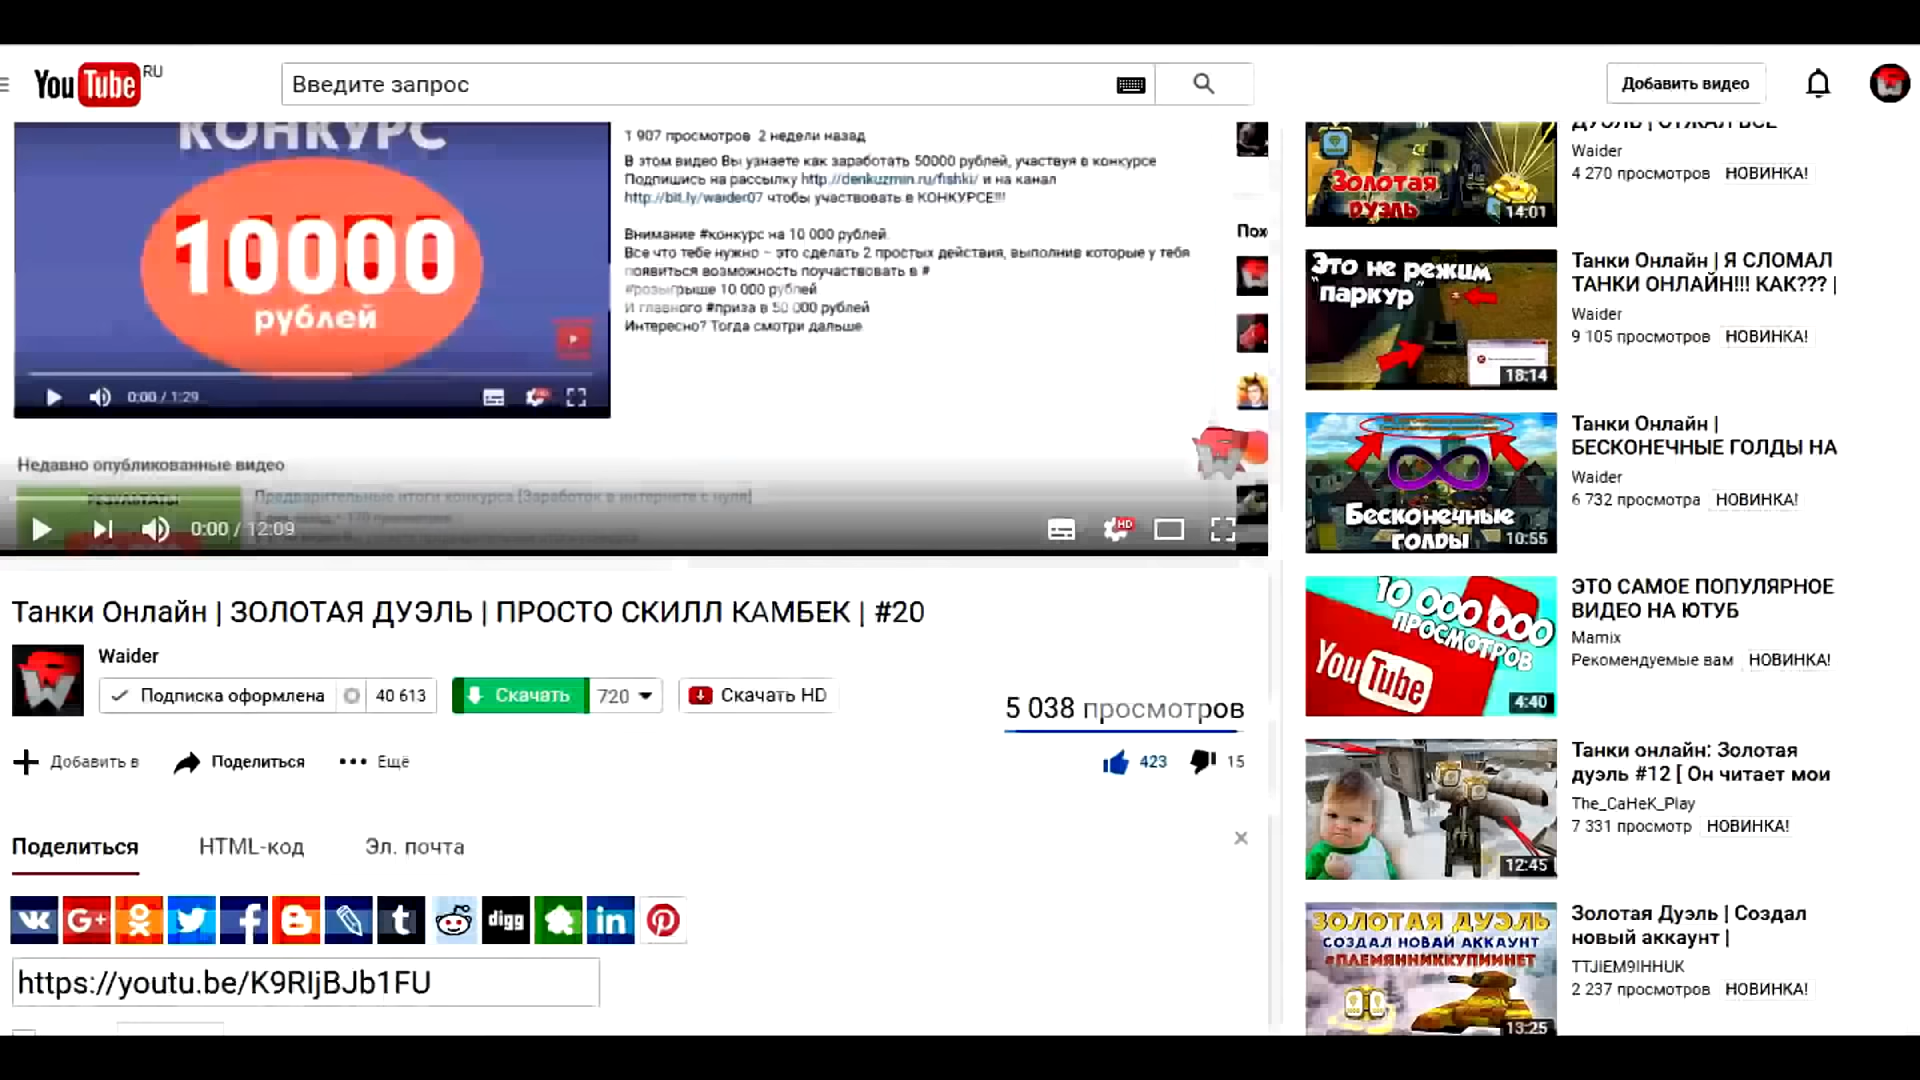 YouTube RU
Введите запрос
Добавить видео
КОНКУРС
10000
рублей
0:00 / 1:29
1 907 просмотров 2 недели назад
В этом видео Вы узнаете как заработать 50000 рублей, участвуя в конкурсе
Подпишись на рассылку http://denkuzmin.ru/fishki/ и на канал
http://bit.ly/waider07 чтобы участвовать в КОНКУРСЕ!!!
Внимание #конкурс на 10 000 рублей.
Все что тебе нужно – это сделать 2 простых действия, выполнив которые у тебя
появиться возможность поучаствовать в #
#розыгрыше 10 000 рублей
И главного #приза в 50 000 рублей
Интересно? Тогда смотри дальше
Пох
Недавно опубликованные видео
РЕЗУЛЬТАТЫ
Предварительные итоги конкурса [Заработок в интернете с нуля]
0:00 / 12:09
HD
Танки Онлайн | ЗОЛОТАЯ ДУЭЛЬ | ПРОСТО СКИЛЛ КАМБЕК | #20
Waider
Подписка оформлена 40 613
Скачать 720
Скачать HD
5 038 просмотров
Добавить в
Поделиться
Ещё
423 15
Поделиться
HTML-код
Эл. почта
digg
https://youtu.be/K9RIjBJb1FU
ДУЭЛЬ | ОТЖАЛ ВСЕ
Waider
4 270 просмотров НОВИНКА!
Золотая
дуэль
14:01
Это не режим
"паркур"
18:14
Танки Онлайн | Я СЛОМАЛ
ТАНКИ ОНЛАЙН!!! КАК??? |
Waider
9 105 просмотров НОВИНКА!
Бесконечные
голды
10:55
Танки Онлайн |
БЕСКОНЕЧНЫЕ ГОЛДЫ НА
Waider
6 732 просмотра НОВИНКА!
10 000 000
просмотров
YouTube
4:40
ЭТО САМОЕ ПОПУЛЯРНОЕ
ВИДЕО НА ЮТУБ
Mamix
Рекомендуемые вам НОВИНКА!
12:45
Танки онлайн: Золотая
дуэль #12 [ Он читает мои
The_CaHeK_Play
7 331 просмотр НОВИНКА!
ЗОЛОТАЯ ДУЭЛЬ
СОЗДАЛ НОВАЙ АККАУНТ
#ПЛЕМЯННИККУПИИНЕТ
13:25
Золотая Дуэль | Создал
новый аккаунт |
TTJIEM9IHHUK
2 237 просмотров НОВИНКА!